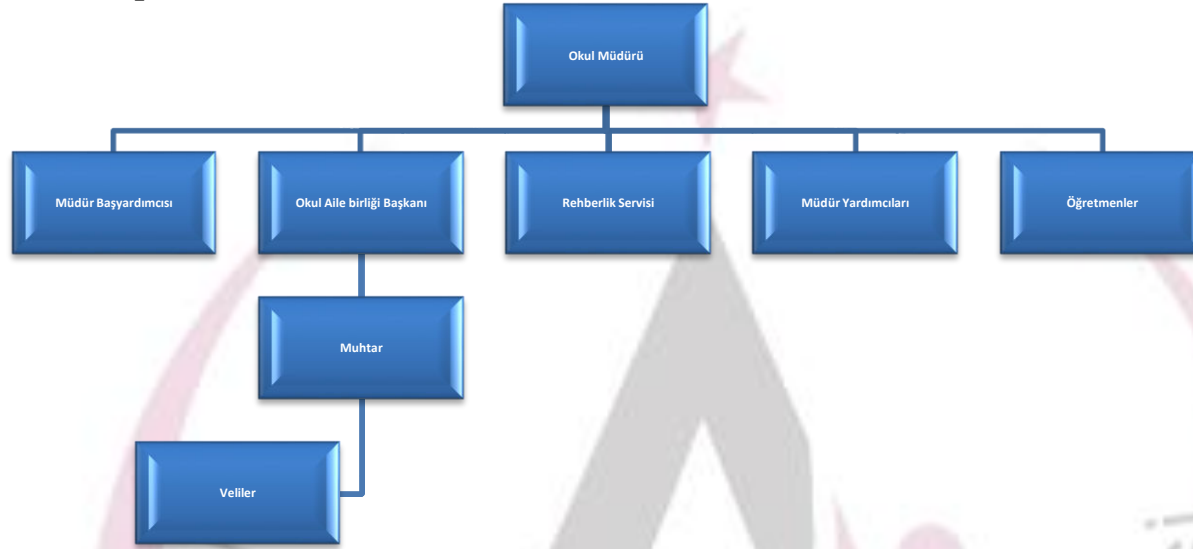 Okul Müdürü
Müdür Başyardımcısı
Okul Aile birliği Başkanı
Rehberlik Servisi
Müdür Yardımcıları
Öğretmenler
Muhtar
Veliler